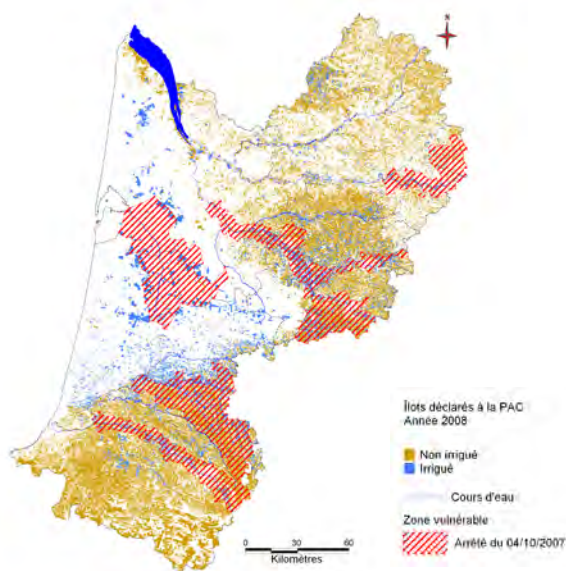 N
Îlots déclarés à la PAC
Année 2008
Non irrigué
Irrigué
Cours d'eau
Zone vulnérable
Arrêté du 04/10/2007
0 30 60
Kilomètres